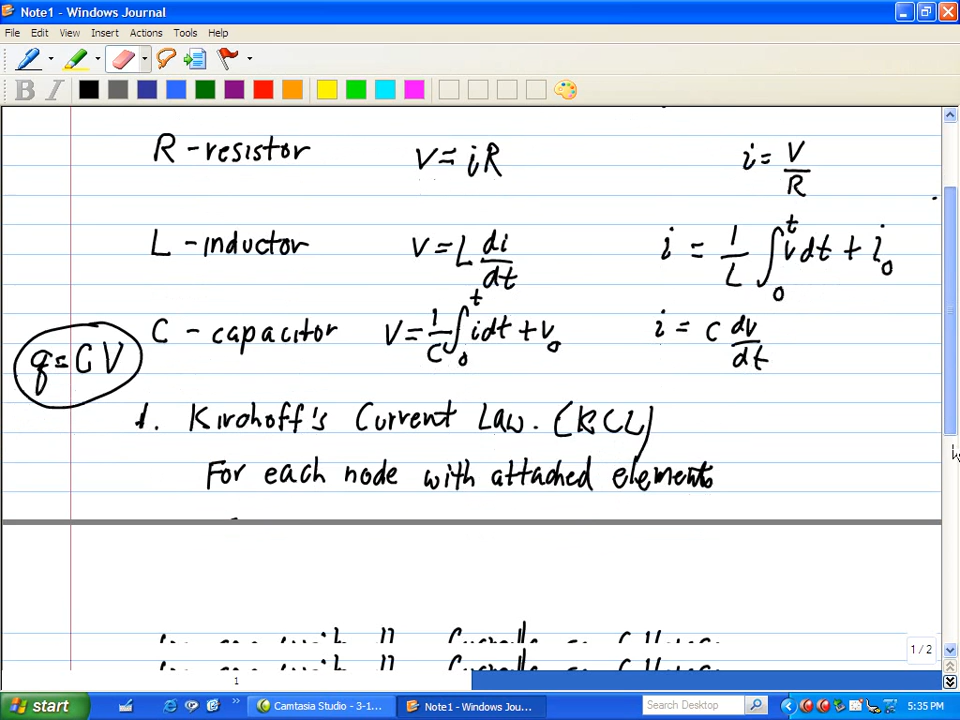 Note1 - Windows Journal
File Edit View Insert Actions Tools Help
B I
R - resistor V = iR i = V/R
L - inductor V = L di/dt i = 1/L ∫₀ᵗ v dt + i₀
C - capacitor V = 1/C ∫₀ᵗ i dt + V₀ i = C dv/dt
q = CV
1. Kirohoff's Current Law. (KCL)
For each node with attached elements
1 / 2
1
start Camtasia Studio - 3-1... Note1 - Windows Jou... Search Desktop 5:35 PM